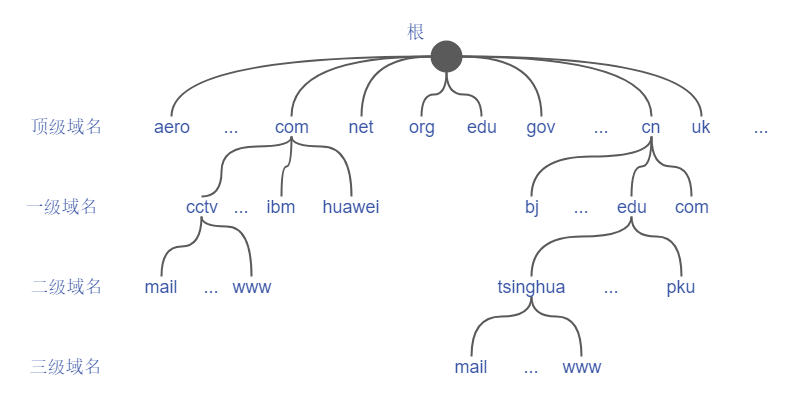 根
顶级域名 aero ... com net org edu gov ... cn uk ...
一级域名 cctv ... ibm huawei bj ... edu com
二级域名 mail ... www tsinghua ... pku
三级域名 mail ... www